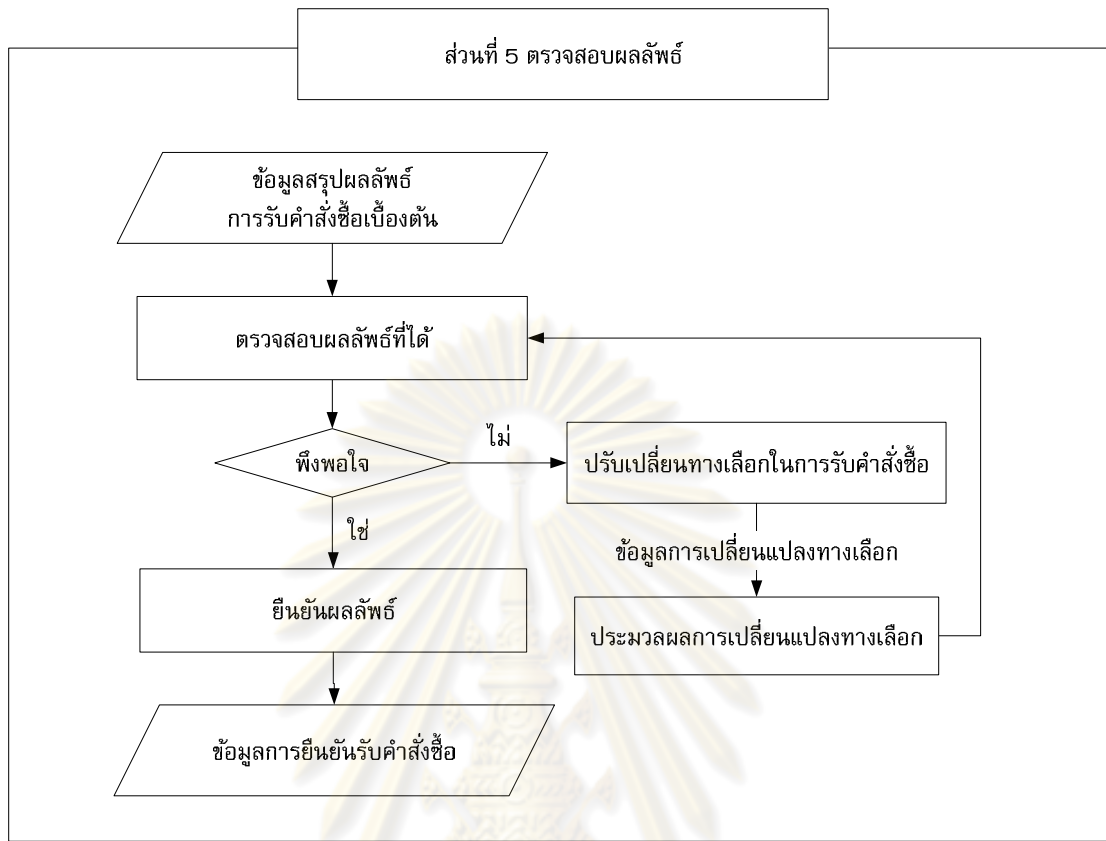 ส่วนที่ 5 ตรวจสอบผลลัพธ์
ข้อมูลสรุปผลลัพธ์
การรับคำสั่งซื้อเบื้องต้น
ตรวจสอบผลลัพธ์ที่ได้
พึงพอใจ
ไม่
ปรับเปลี่ยนทางเลือกในการรับคำสั่งซื้อ
ใช่
ข้อมูลการเปลี่ยนแปลงทางเลือก
ยืนยันผลลัพธ์
ประมวลผลการเปลี่ยนแปลงทางเลือก
ข้อมูลการยืนยันรับคำสั่งซื้อ